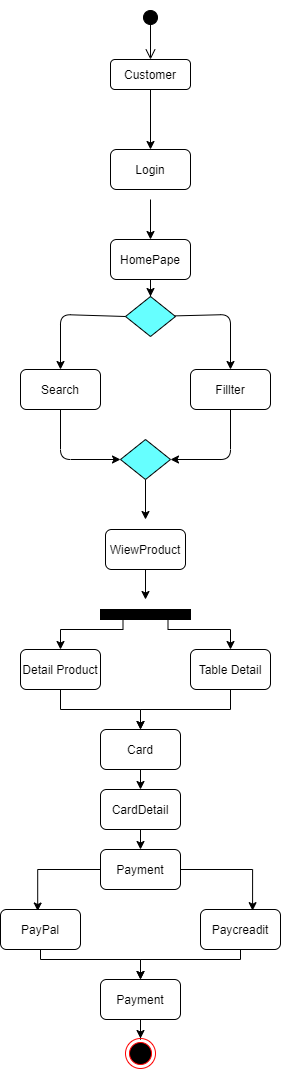 Customer
Login
HomePape
Search
Fillter
WiewProduct
Detail Product
Table Detail
Card
CardDetail
Payment
PayPal
Paycreadit
Payment